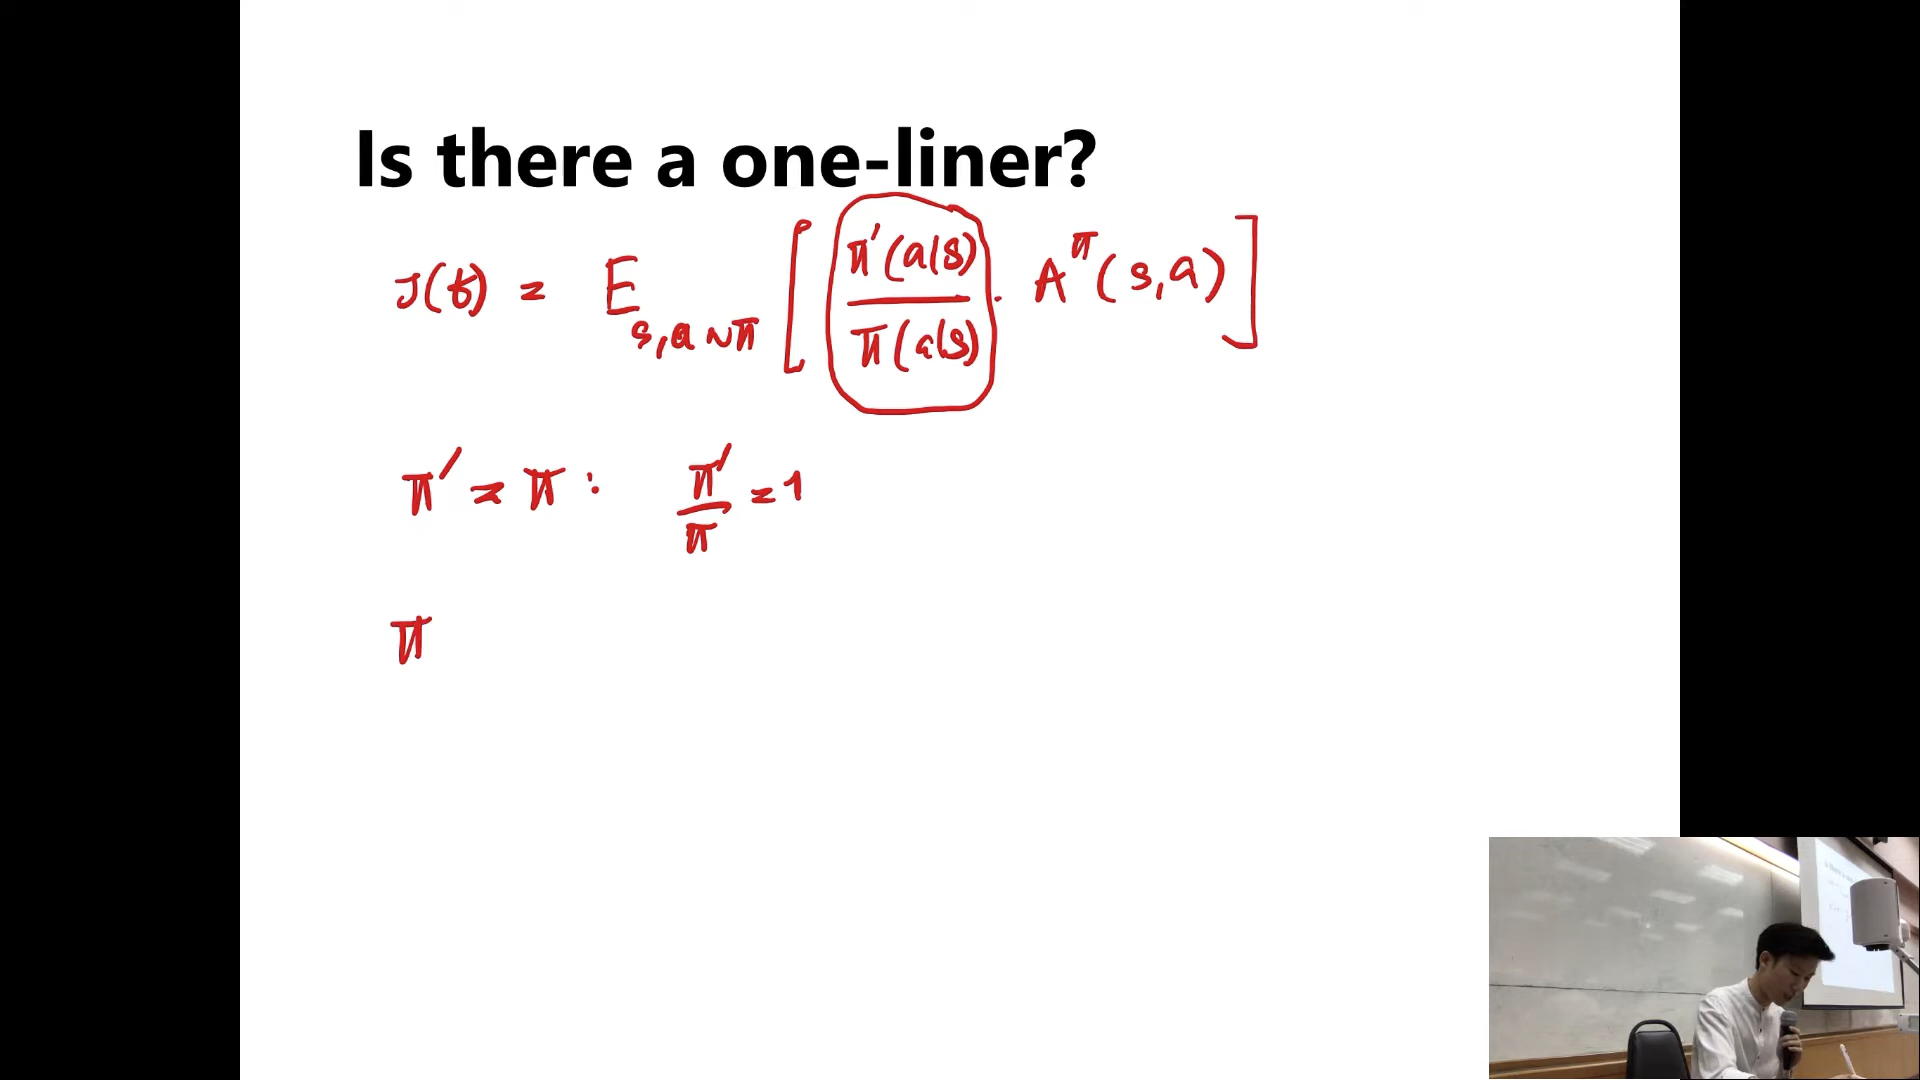 Is there a one-liner?
J(θ) = E_{s,a~π} [ π'(a|s) / π(a|s) · A^π(s,a) ]
π' = π : π'/π = 1
π